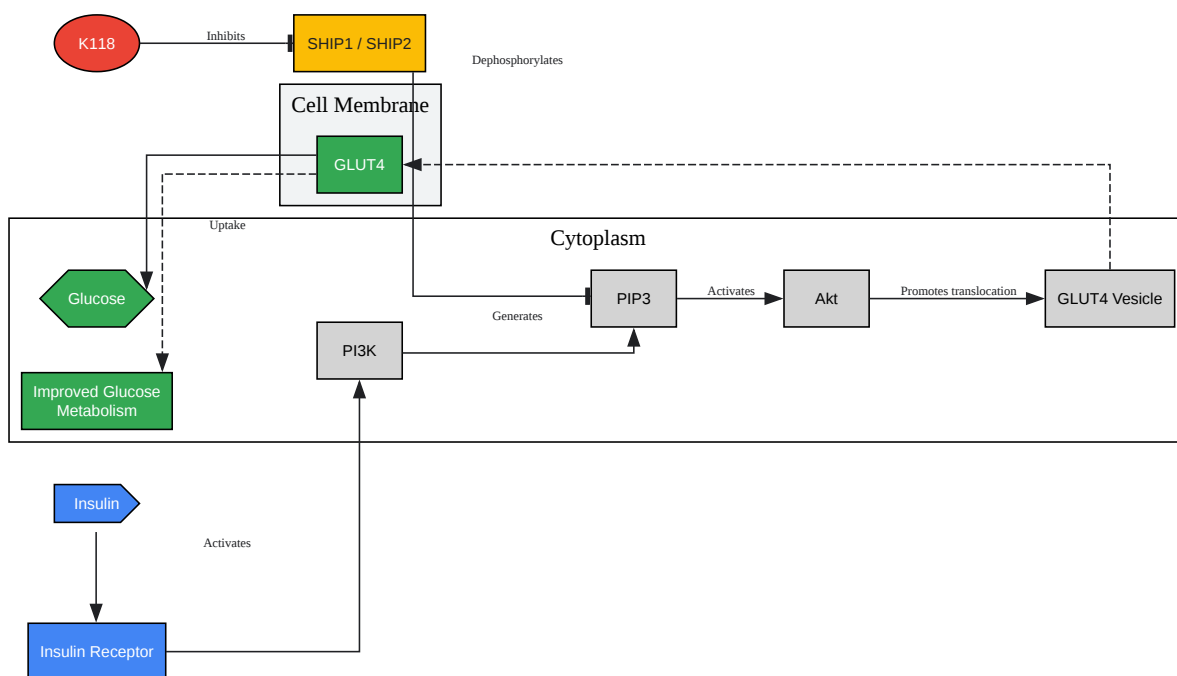 K118
Inhibits
SHIP1 / SHIP2
Dephosphorylates
Cell Membrane
GLUT4
Uptake
Cytoplasm
Glucose
PIP3
Activates
Akt
Promotes translocation
GLUT4 Vesicle
Generates
PI3K
Improved Glucose
Metabolism
Insulin
Activates
Insulin Receptor